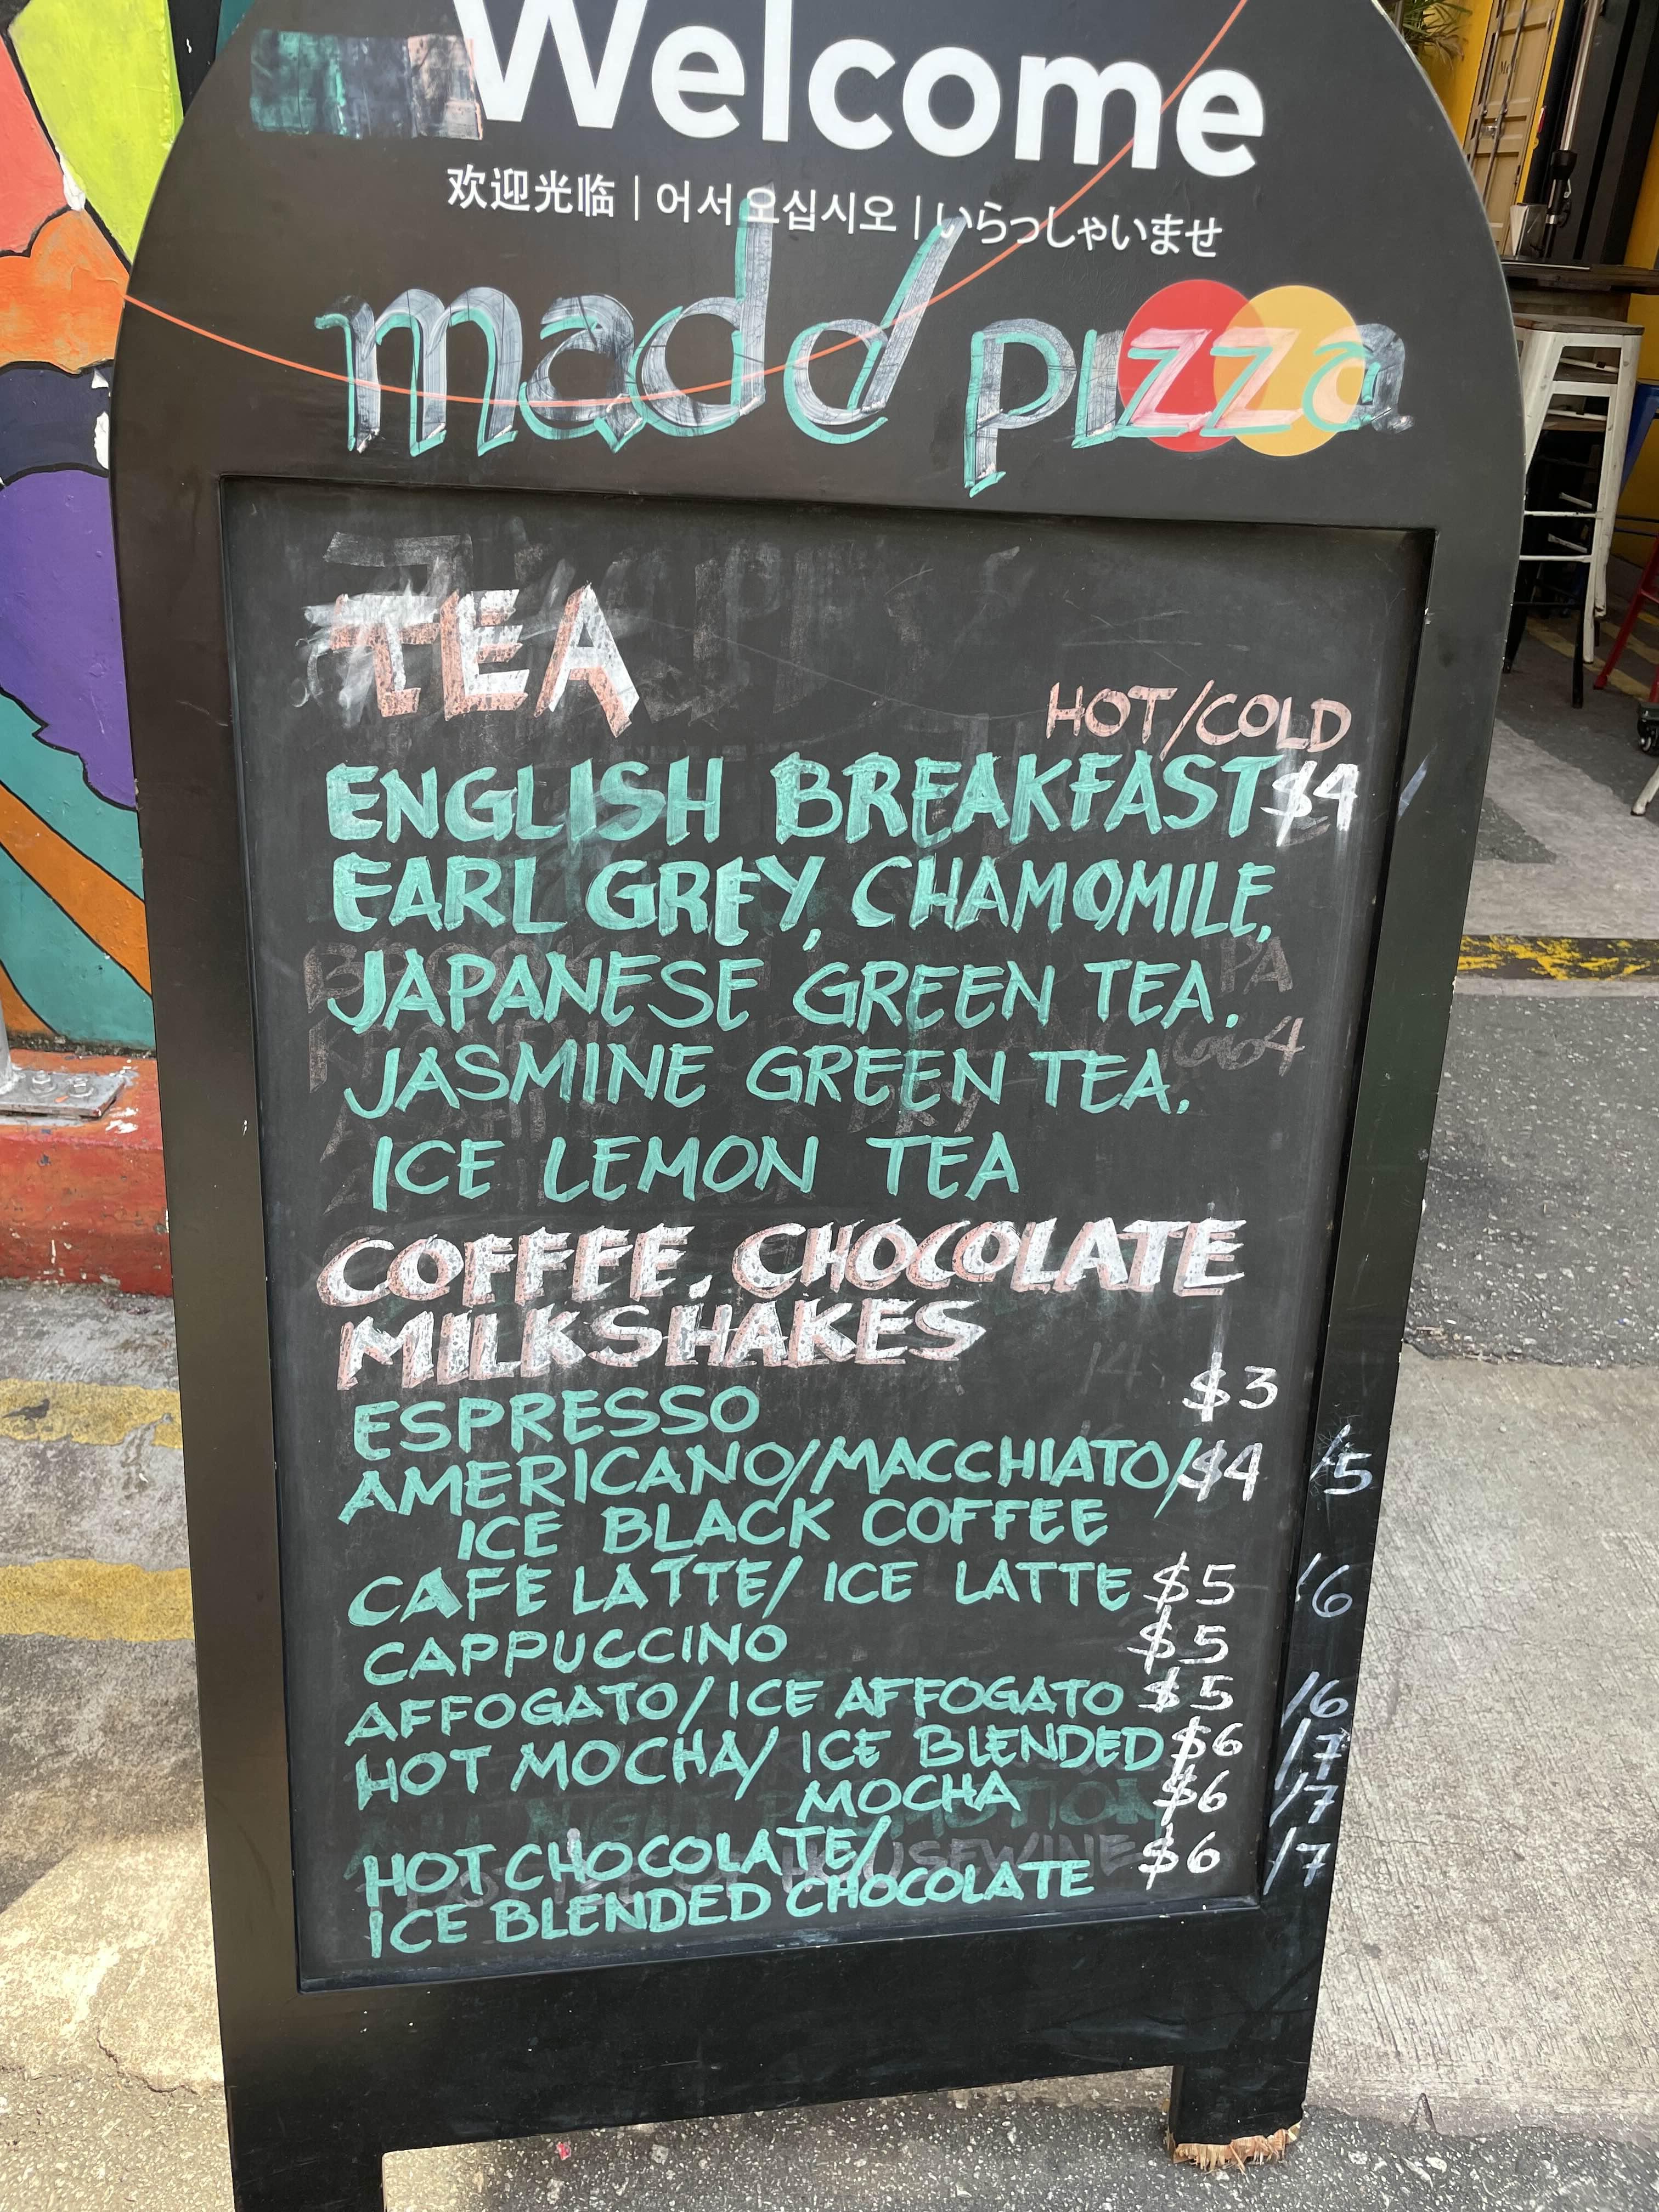 Welcome
欢迎光临 | 어서 오십시오 | いらっしゃいませ
madd pizza
TEA
HOT/COLD
ENGLISH BREAKFAST $4
EARL GREY, CHAMOMILE,
JAPANESE GREEN TEA,
JASMINE GREEN TEA,
ICE LEMON TEA
COFFEE, CHOCOLATE
MILKSHAKES
ESPRESSO $3
AMERICANO/MACCHIATO/ $4 /5
ICE BLACK COFFEE
CAFE LATTE/ ICE LATTE $5 /6
CAPPUCCINO $5
AFFOGATO/ICE AFFOGATO $5 /6
HOT MOCHA/ ICE BLENDED $6 /7
MOCHA $6 /7
HOT CHOCOLATE/ $6 /7
ICE BLENDED CHOCOLATE